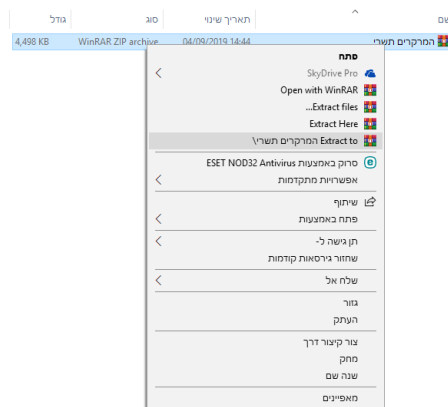 שם תאריך שינוי סוג גודל
המרקרים תשרי 04/09/2019 14:44 WinRAR ZIP archive 4,498 KB
פתח
SkyDrive Pro
Open with WinRAR
Extract files...
Extract Here
Extract to המרקרים תשרי\
סרוק באמצעות ESET NOD32 Antivirus
אפשרויות מתקדמות
שיתוף
פתח באמצעות
תן גישה ל-
שחזור גירסאות קודמות
שלח אל
גזור
העתק
צור קיצור דרך
מחק
שנה שם
מאפיינים